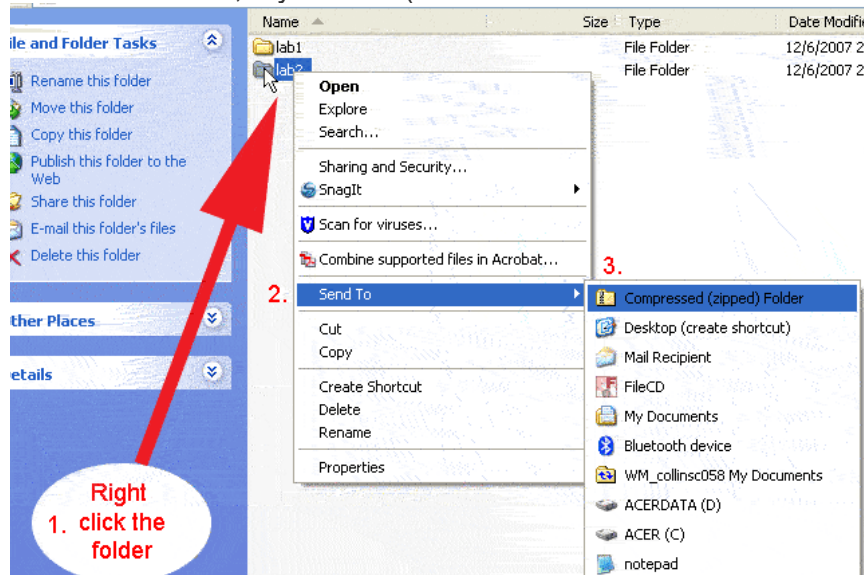 Name Size Type Date Modifi
ile and Folder Tasks
Rename this folder
Move this folder
Copy this folder
Publish this folder to the
Web
Share this folder
E-mail this folder's files
Delete this folder
ther Places
etails
lab1 File Folder 12/6/2007 2
lab2 File Folder 12/6/2007 2
Open
Explore
Search...
Sharing and Security...
SnagIt
Scan for viruses...
Combine supported files in Acrobat...
2. Send To
Cut
Copy
Create Shortcut
Delete
Rename
Properties
3.
Compressed (zipped) Folder
Desktop (create shortcut)
Mail Recipient
FileCD
My Documents
Bluetooth device
WM_collinsc058 My Documents
ACERDATA (D)
ACER (C)
notepad
Right
1. click the
folder